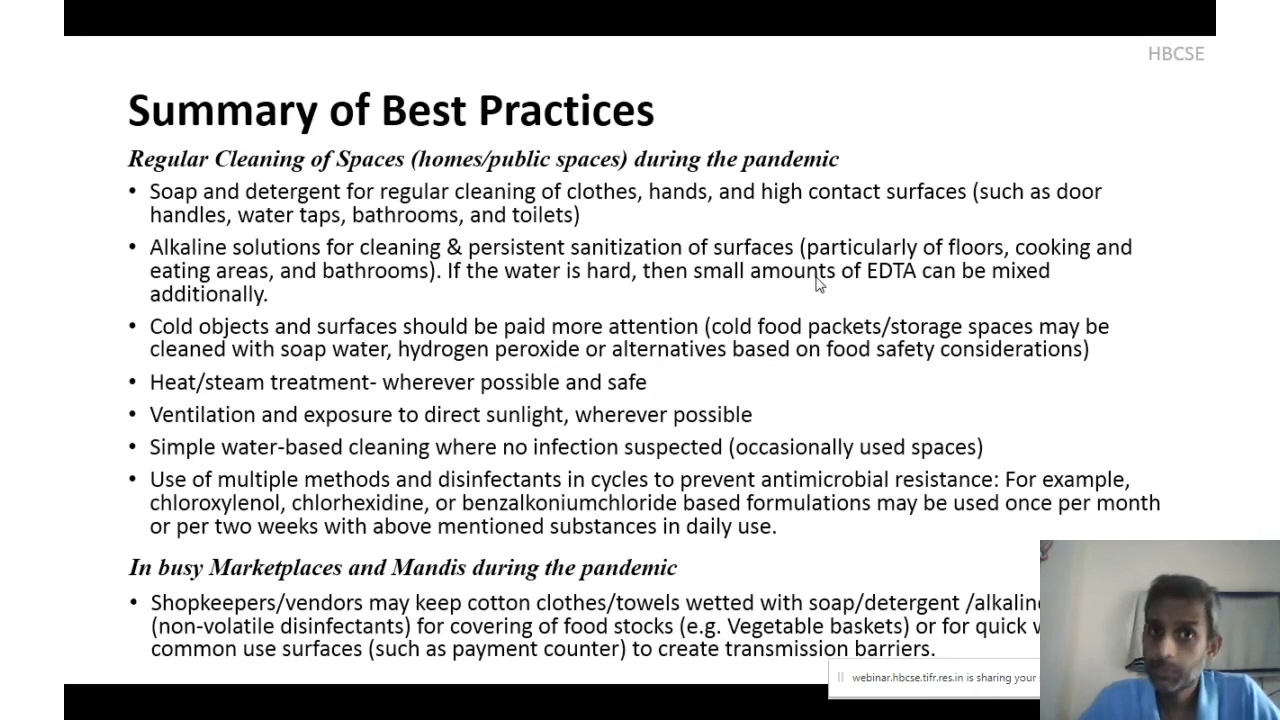 HBCSE
Summary of Best Practices
Regular Cleaning of Spaces (homes/public spaces) during the pandemic
• Soap and detergent for regular cleaning of clothes, hands, and high contact surfaces (such as door
handles, water taps, bathrooms, and toilets)
• Alkaline solutions for cleaning & persistent sanitization of surfaces (particularly of floors, cooking and
eating areas, and bathrooms). If the water is hard, then small amounts of EDTA can be mixed
additionally.
• Cold objects and surfaces should be paid more attention (cold food packets/storage spaces may be
cleaned with soap water, hydrogen peroxide or alternatives based on food safety considerations)
• Heat/steam treatment- wherever possible and safe
• Ventilation and exposure to direct sunlight, wherever possible
• Simple water-based cleaning where no infection suspected (occasionally used spaces)
• Use of multiple methods and disinfectants in cycles to prevent antimicrobial resistance: For example,
chloroxylenol, chlorhexidine, or benzalkoniumchloride based formulations may be used once per month
or per two weeks with above mentioned substances in daily use.
In busy Marketplaces and Mandis during the pandemic
• Shopkeepers/vendors may keep cotton clothes/towels wetted with soap/detergent /alkaline
(non-volatile disinfectants) for covering of food stocks (e.g. Vegetable baskets) or for quick
common use surfaces (such as payment counter) to create transmission barriers.
webinar.hbcse.tifr.res.in is sharing your